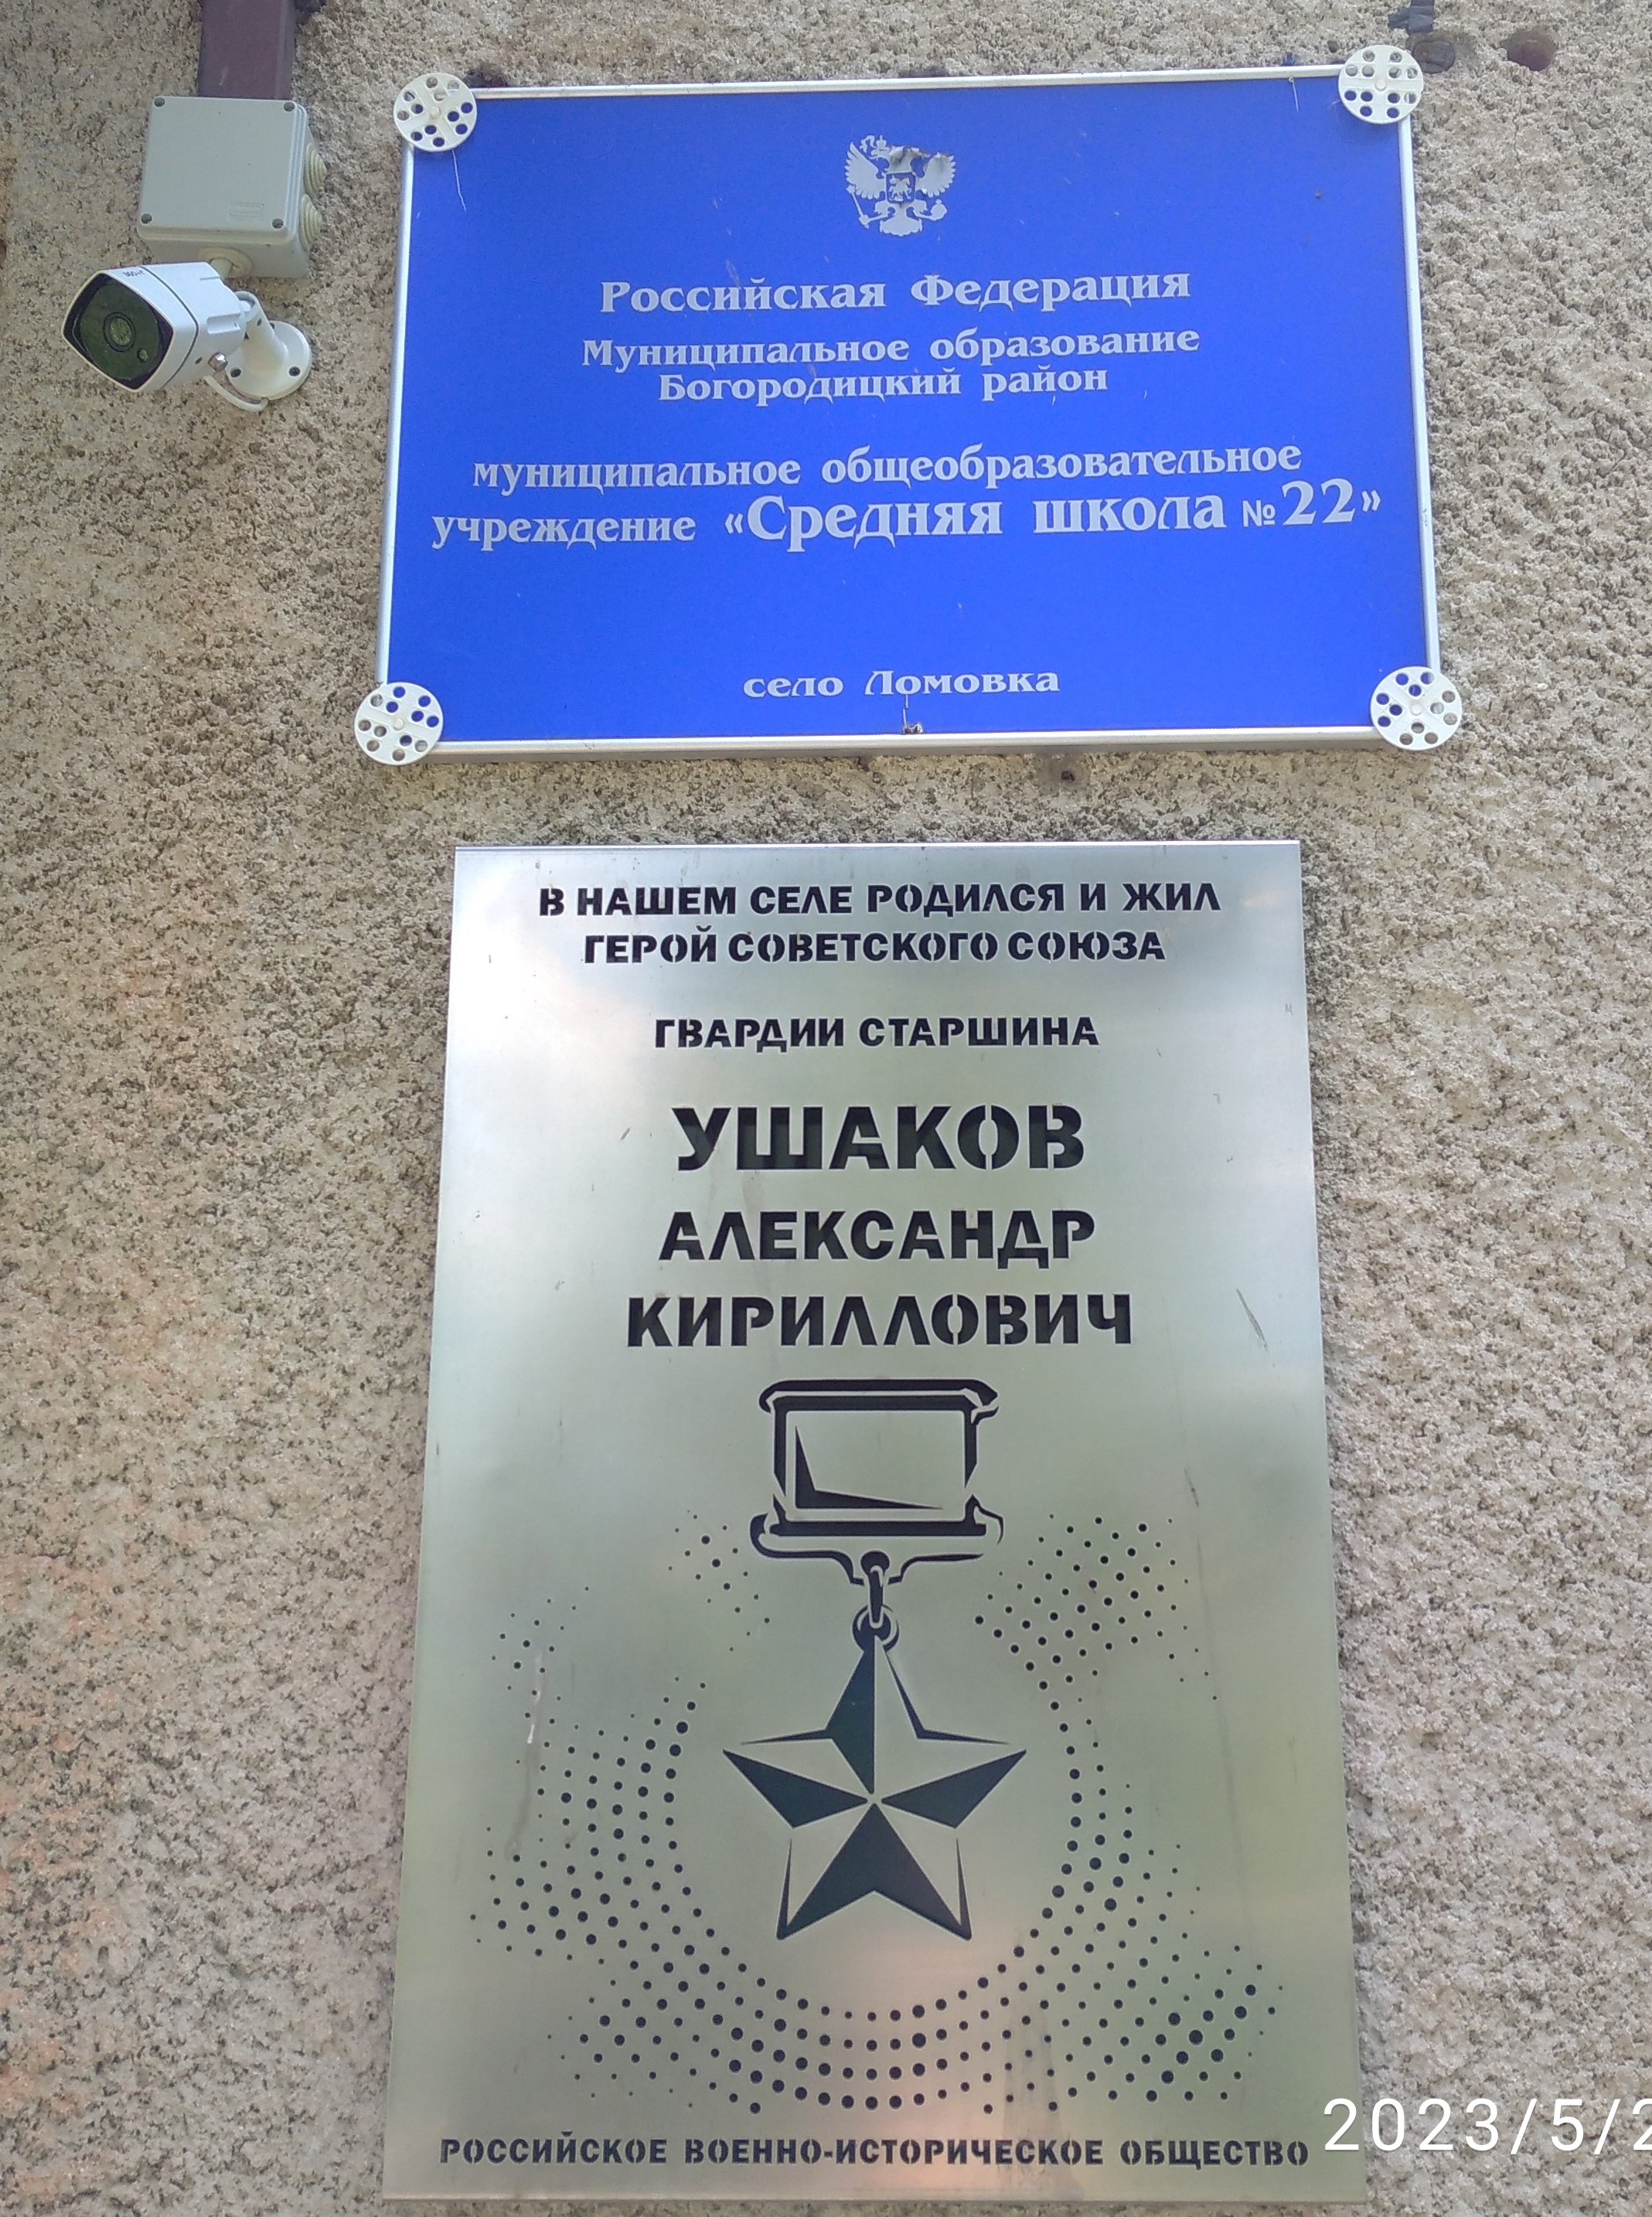 Российская Федерация
Муниципальное образование
Богородицкий район
муниципальное общеобразовательное
учреждение «Средняя школа №22»
село Ломовка
В НАШЕМ СЕЛЕ РОДИЛСЯ И ЖИЛ
ГЕРОЙ СОВЕТСКОГО СОЮЗА
ГВАРДИИ СТАРШИНА
УШАКОВ
АЛЕКСАНДР
КИРИЛЛОВИЧ
РОССИЙСКОЕ ВОЕННО-ИСТОРИЧЕСКОЕ ОБЩЕСТВО
2023/5/2